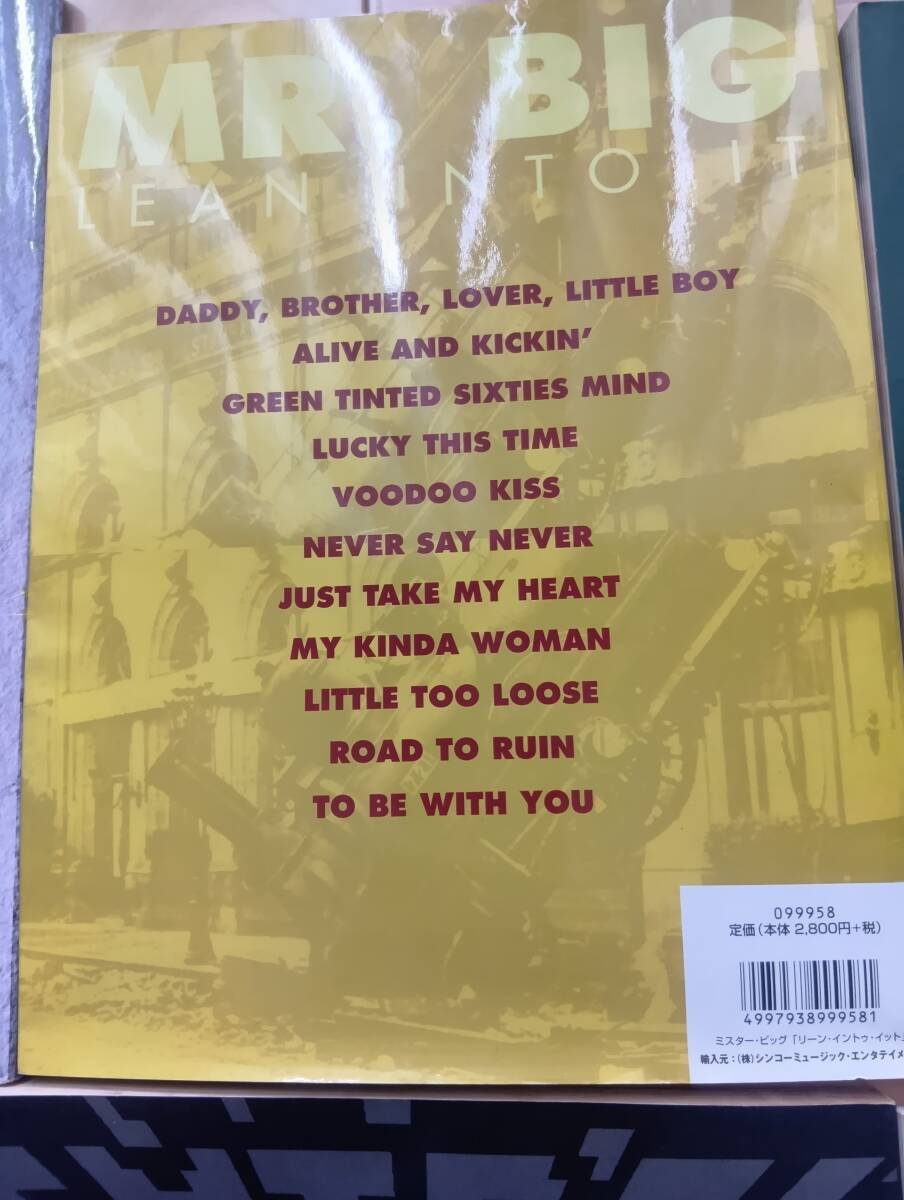 MR. BIG
LEAN INTO IT
DADDY, BROTHER, LOVER, LITTLE BOY
ALIVE AND KICKIN'
GREEN TINTED SIXTIES MIND
LUCKY THIS TIME
VOODOO KISS
NEVER SAY NEVER
JUST TAKE MY HEART
MY KINDA WOMAN
LITTLE TOO LOOSE
ROAD TO RUIN
TO BE WITH YOU
099958
定価(本体 2,800円+税)
4997938999581
ミスター・ビッグ「リーン・イントゥ・イット」
輸入元:(株)シンコーミュージック・エンタテイメ